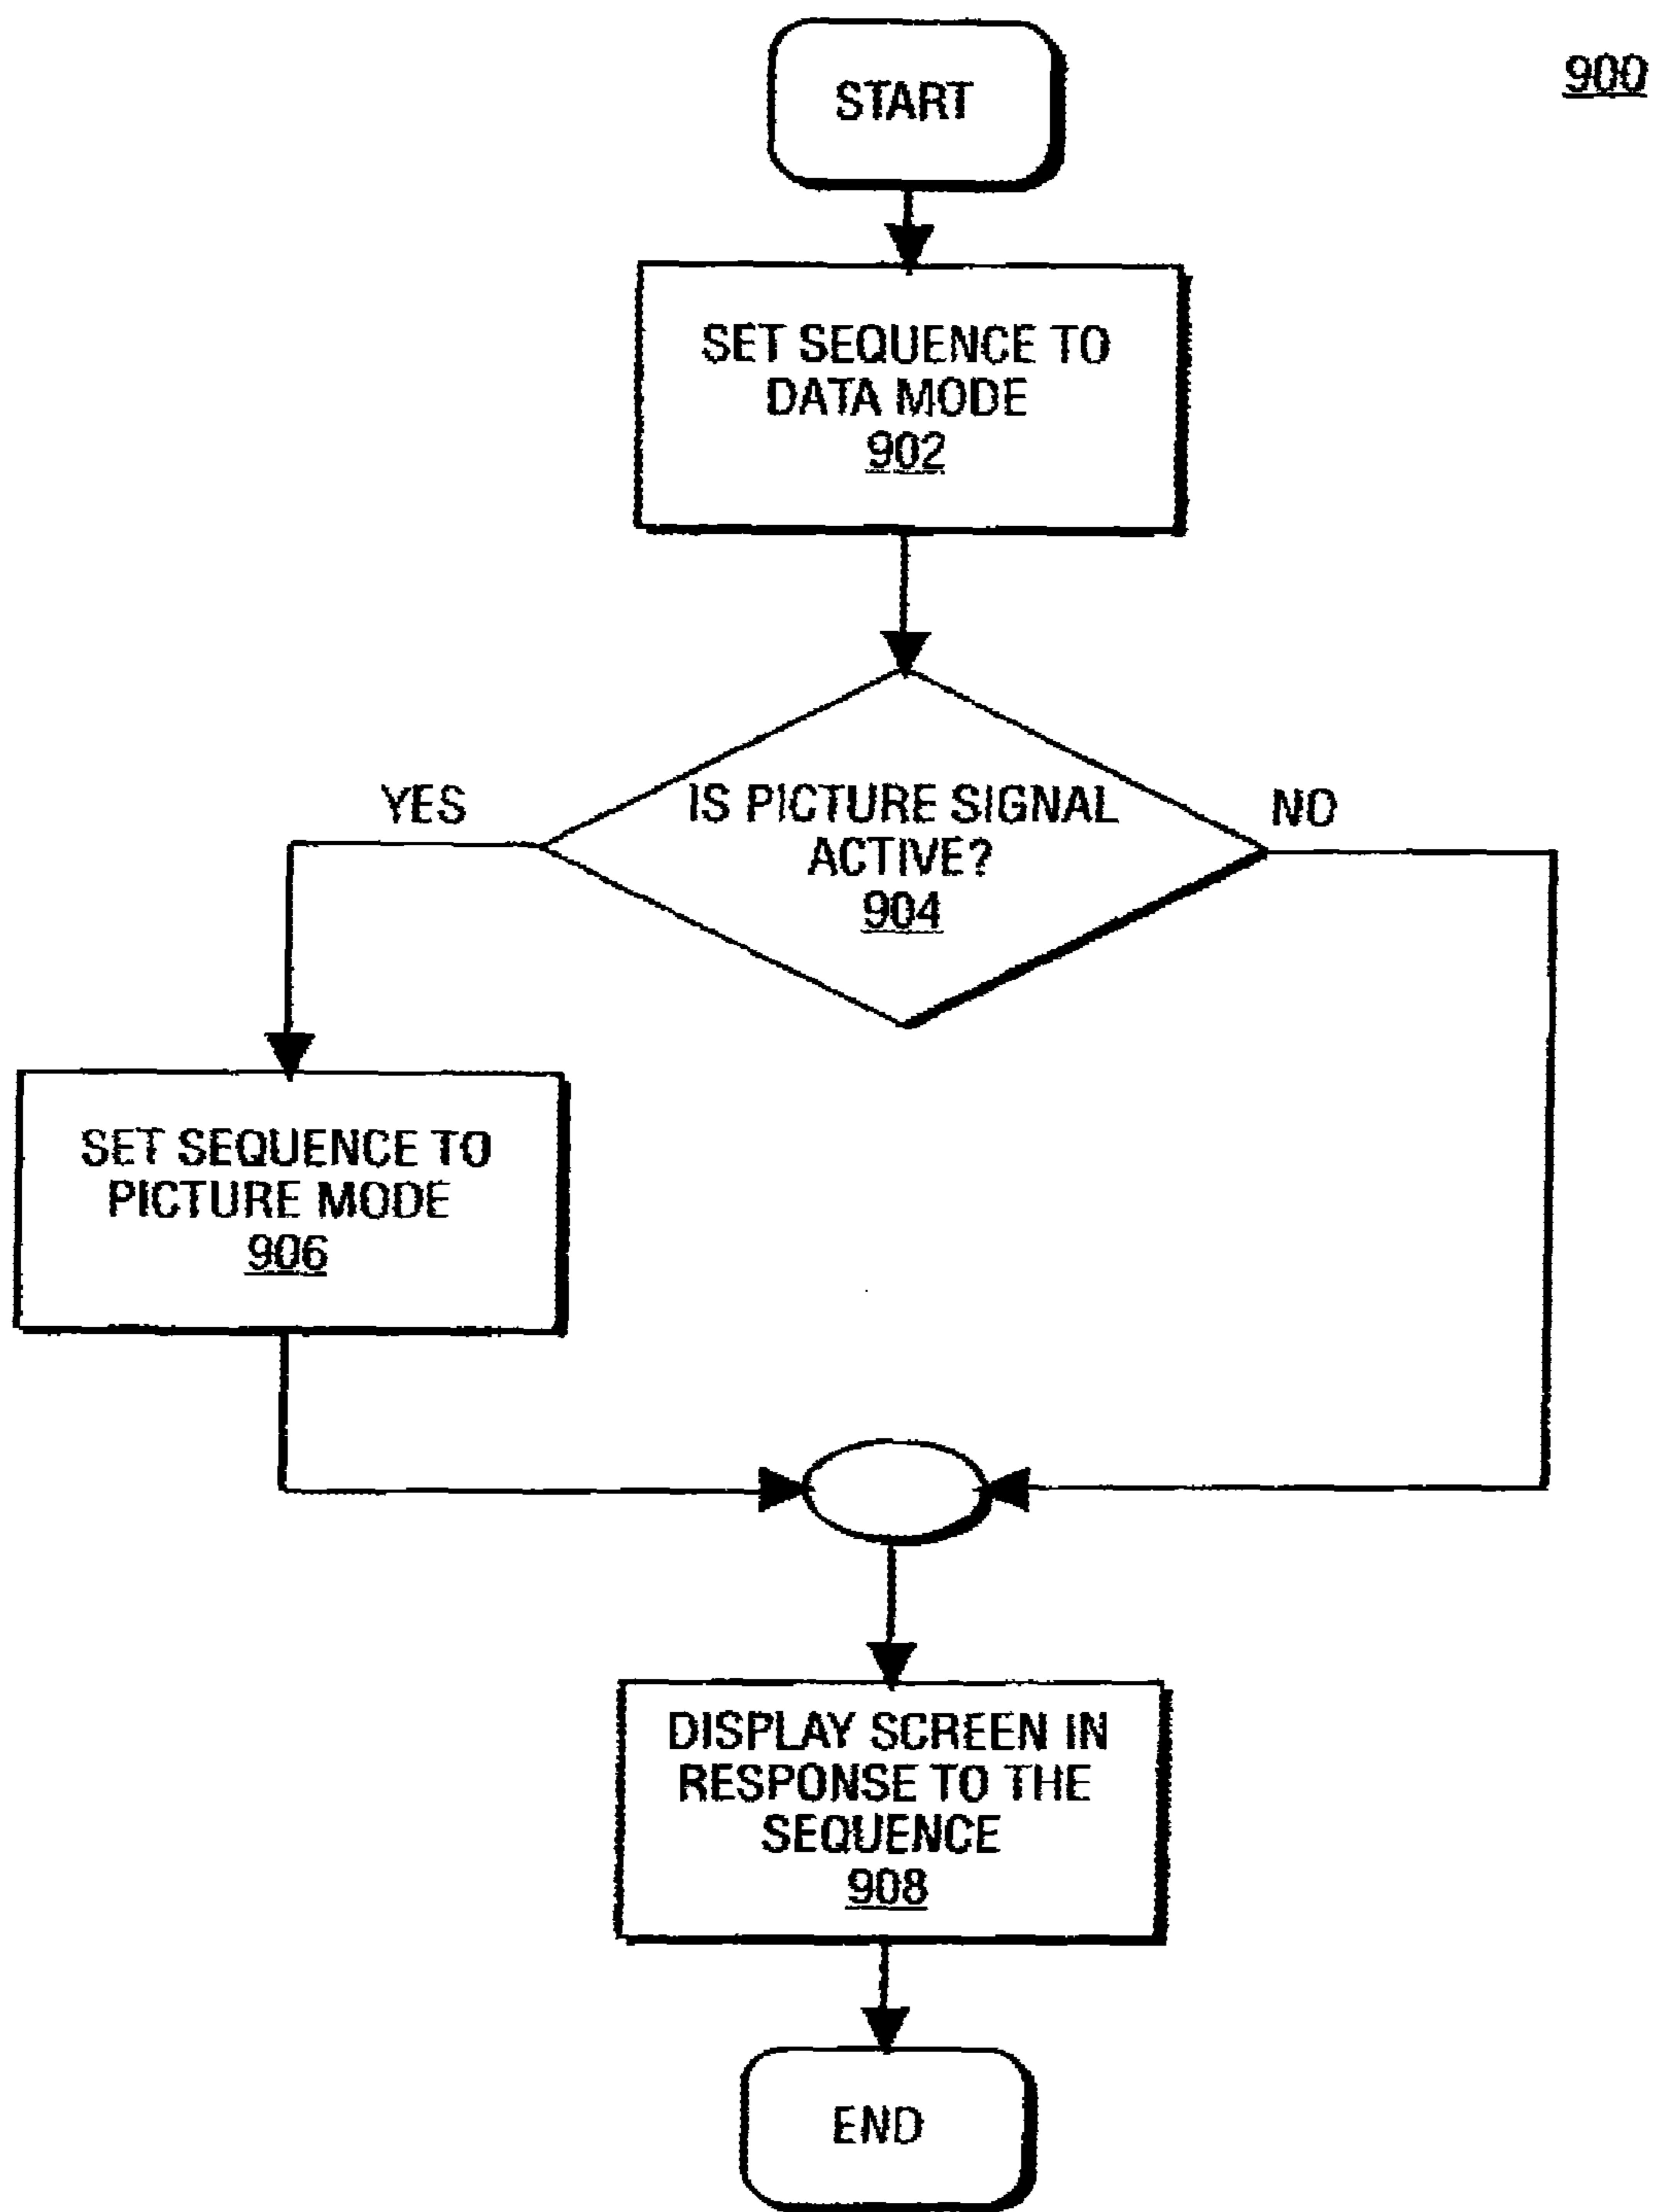 900
START
SET SEQUENCE TO
DATA MODE
902
YES
IS PICTURE SIGNAL
ACTIVE?
904
NO
SET SEQUENCE TO
PICTURE MODE
906
DISPLAY SCREEN IN
RESPONSE TO THE
SEQUENCE
908
END